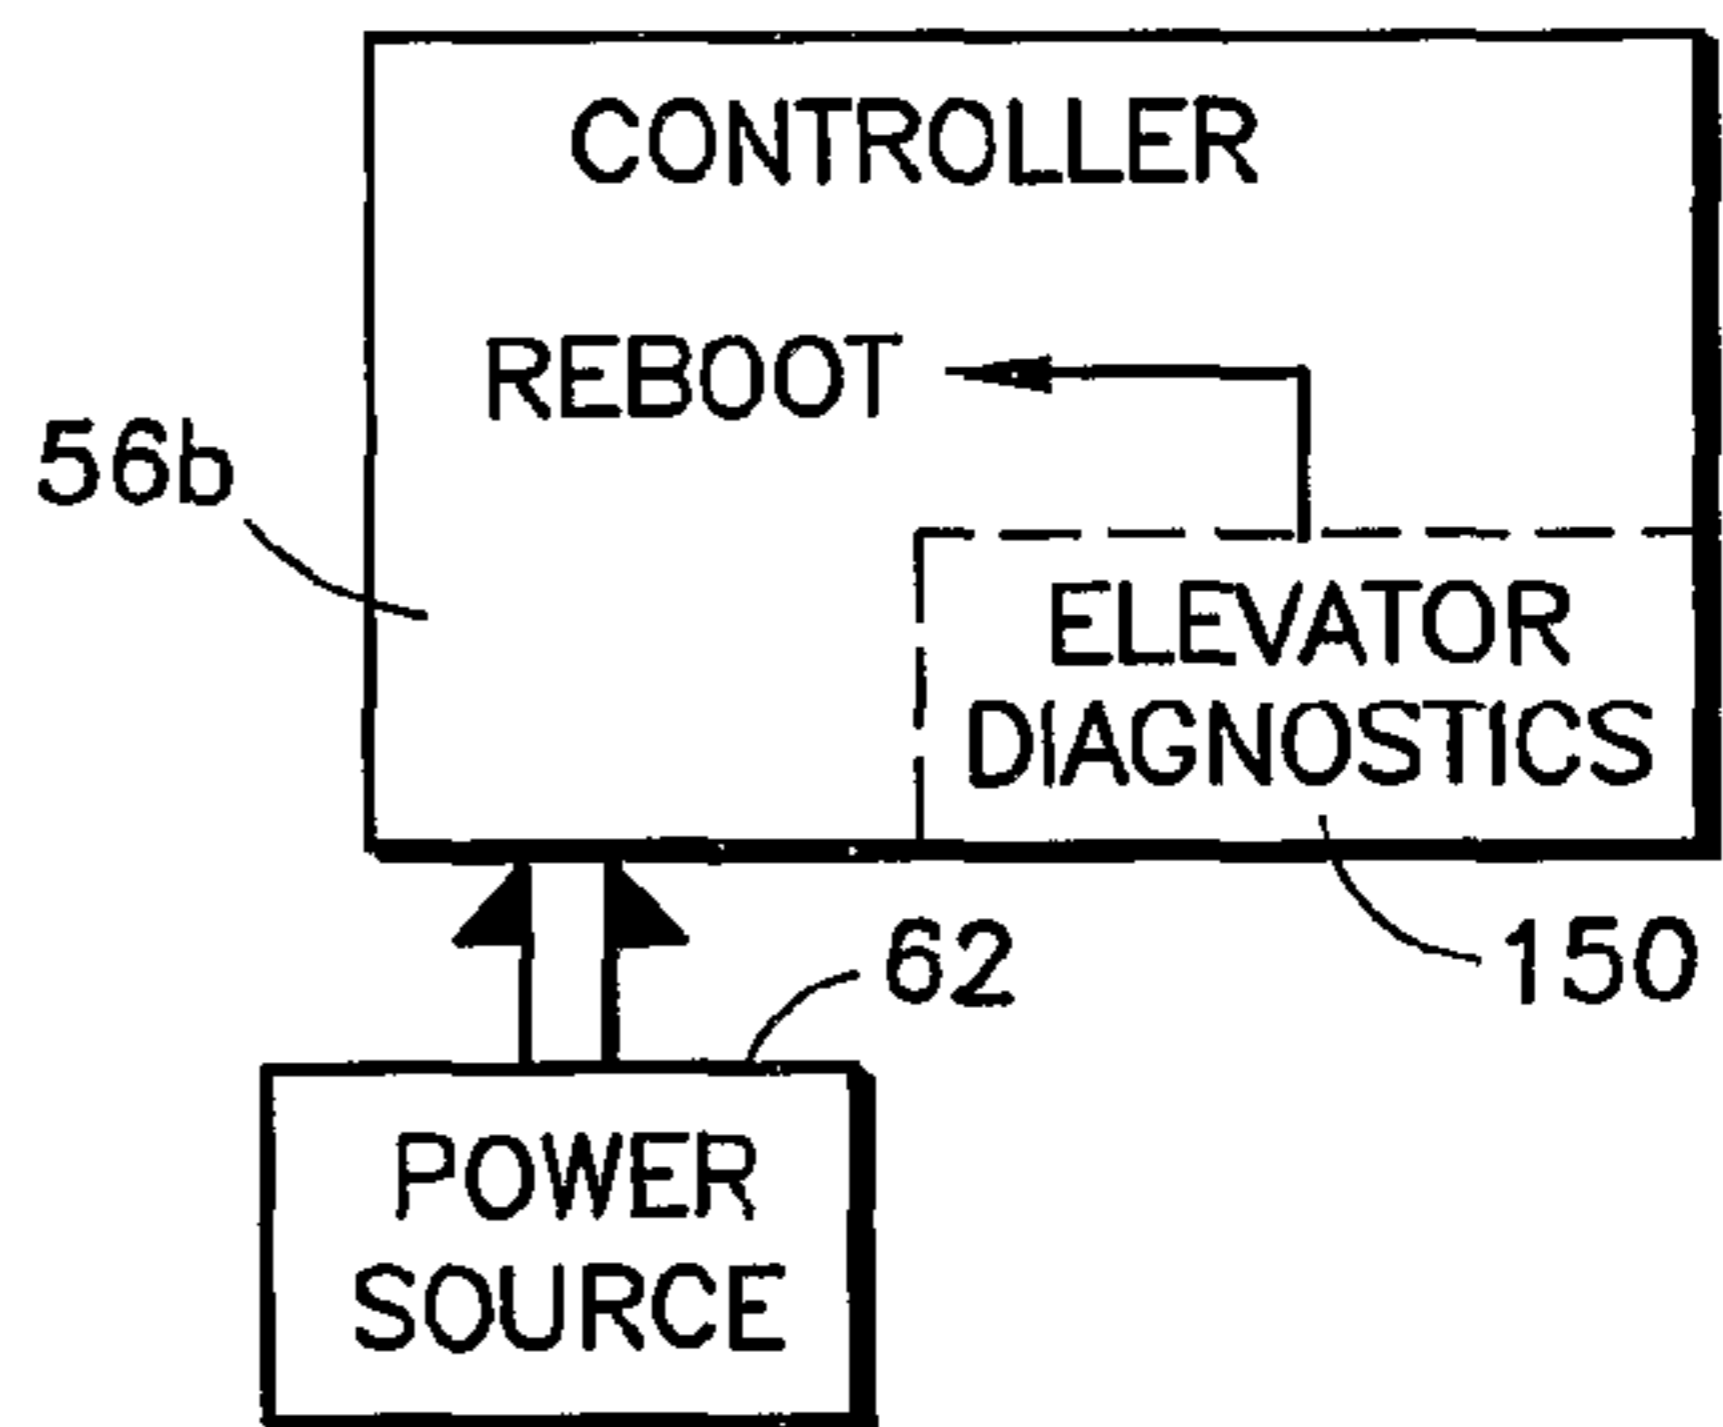 CONTROLLER
REBOOT
56b
ELEVATOR
DIAGNOSTICS
62
150
POWER
SOURCE